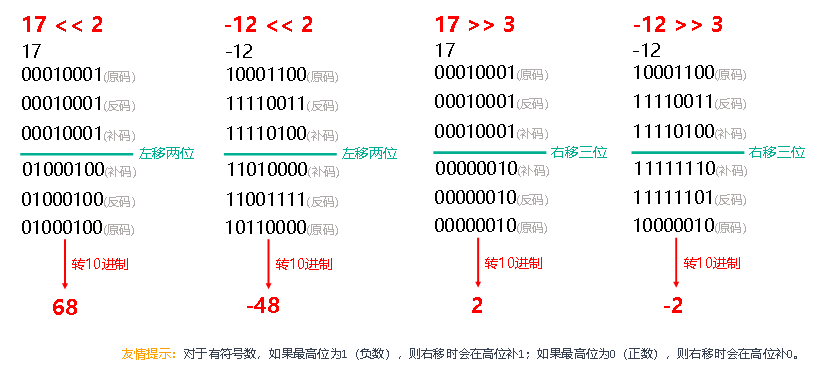 17 << 2
17
00010001(原码)
00010001(反码)
00010001(补码)
左移两位
01000100(补码)
01000100(反码)
01000100(原码)
转10进制
68
-12 << 2
-12
10001100(原码)
11110011(反码)
11110100(补码)
左移两位
11010000(补码)
11001111(反码)
10110000(原码)
转10进制
-48
17 >> 3
17
00010001(原码)
00010001(反码)
00010001(补码)
右移三位
00000010(补码)
00000010(反码)
00000010(原码)
转10进制
2
-12 >> 3
-12
10001100(原码)
11110011(反码)
11110100(补码)
右移三位
11111110(补码)
11111101(反码)
10000010(原码)
转10进制
-2
友情提示：对于有符号数，如果最高位为1（负数），则右移时会在高位补1；如果最高位为0（正数），则右移时会在高位补0。